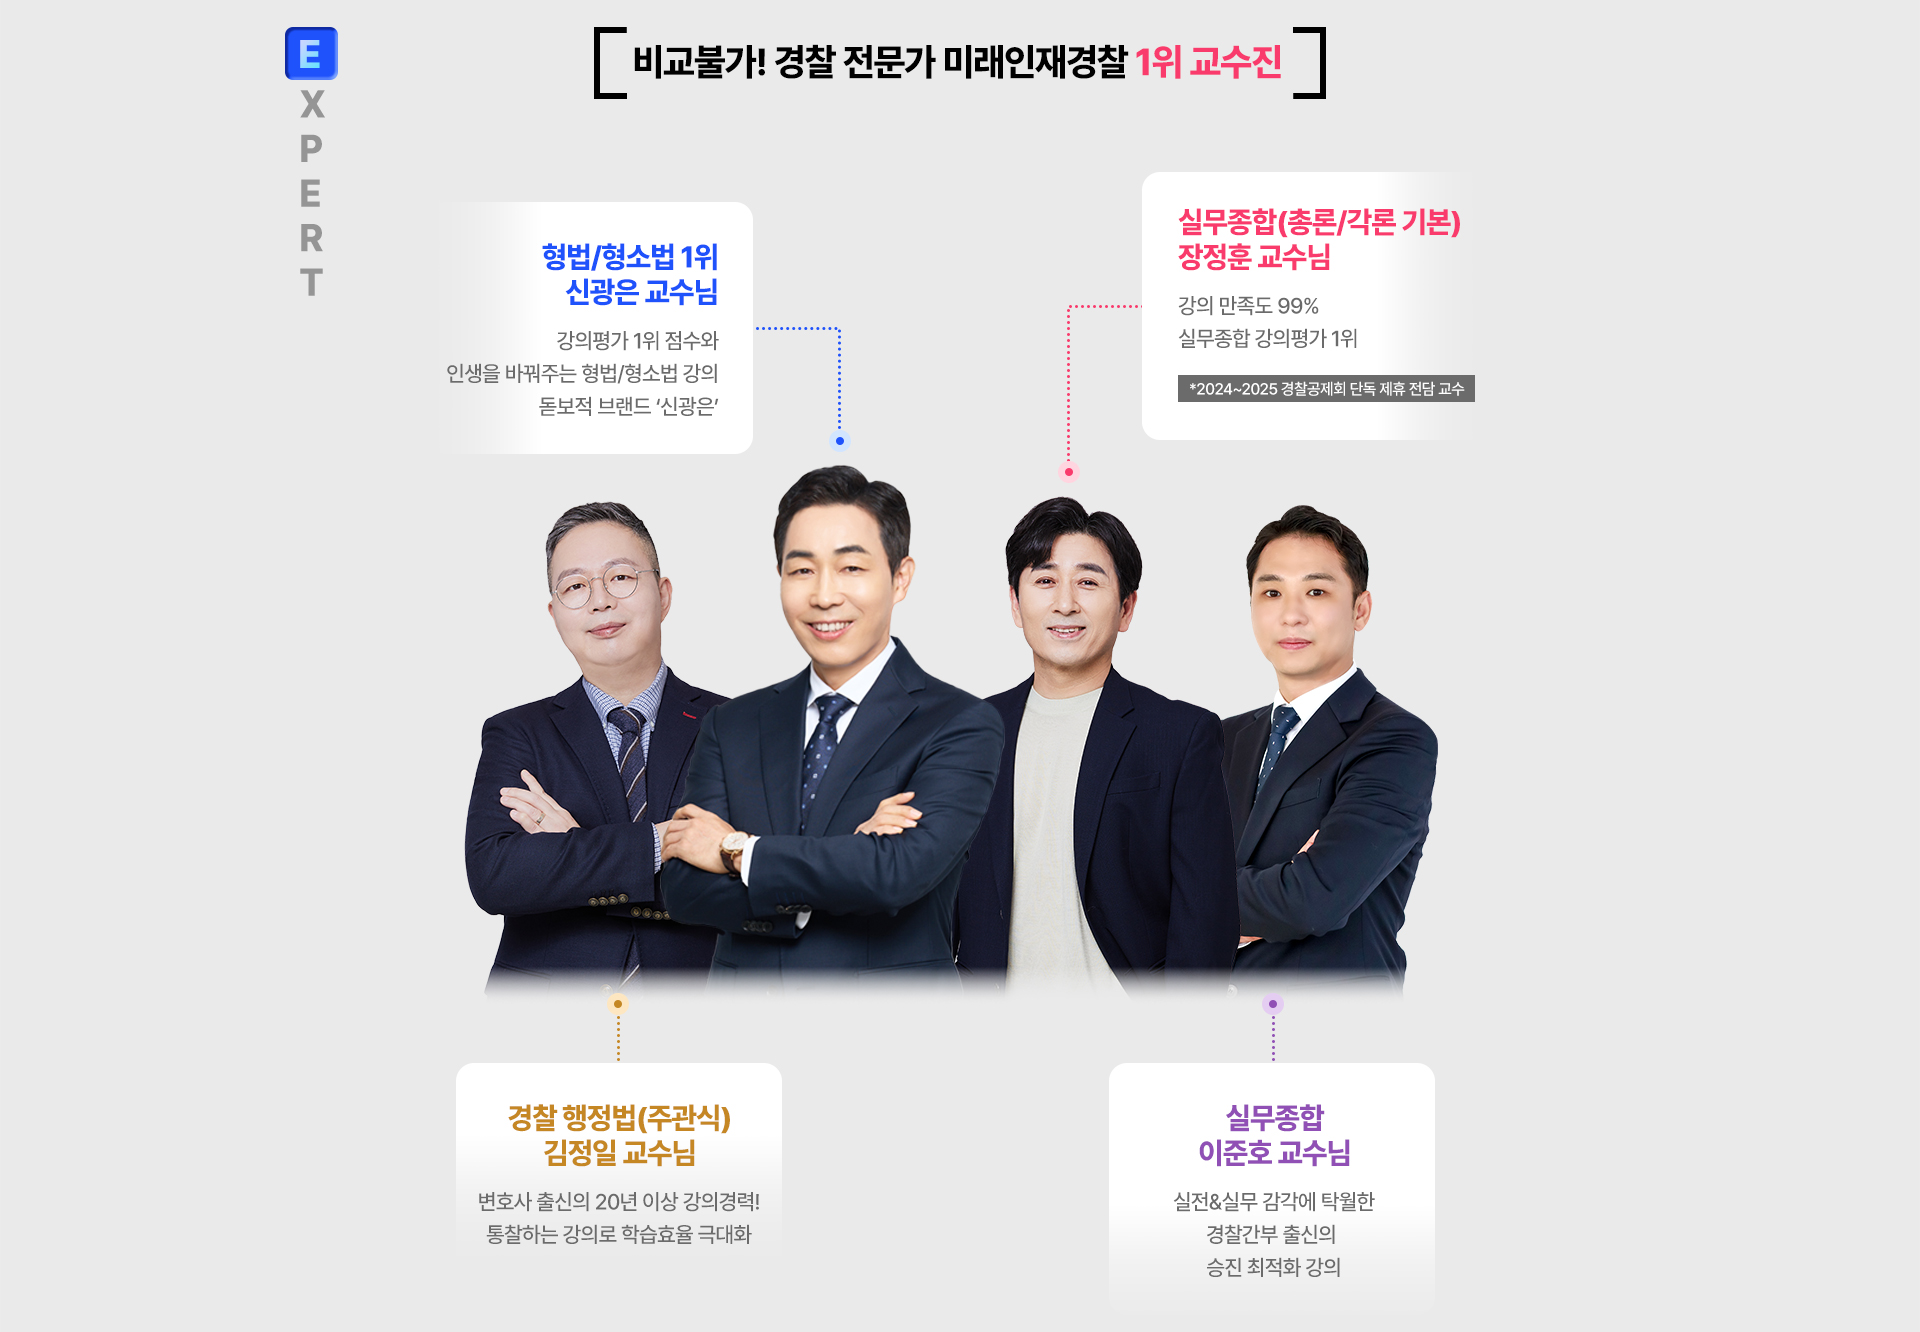 EXPERT
비교불가! 경찰 전문가 미래인재경찰 1위 교수진
형법/형소법 1위
신광은 교수님
강의평가 1위 점수와
인생을 바꿔주는 형법/형소법 강의
돋보적 브랜드 ‘신광은’
실무종합(총론/각론 기본)
장정훈 교수님
강의 만족도 99%
실무종합 강의평가 1위
*2024~2025 경찰공제회 단독 제휴 전담 교수
경찰 행정법(주관식)
김정일 교수님
변호사 출신의 20년 이상 강의경력!
통찰하는 강의로 학습효율 극대화
실무종합
이준호 교수님
실전&실무 감각에 탁월한
경찰간부 출신의
승진 최적화 강의